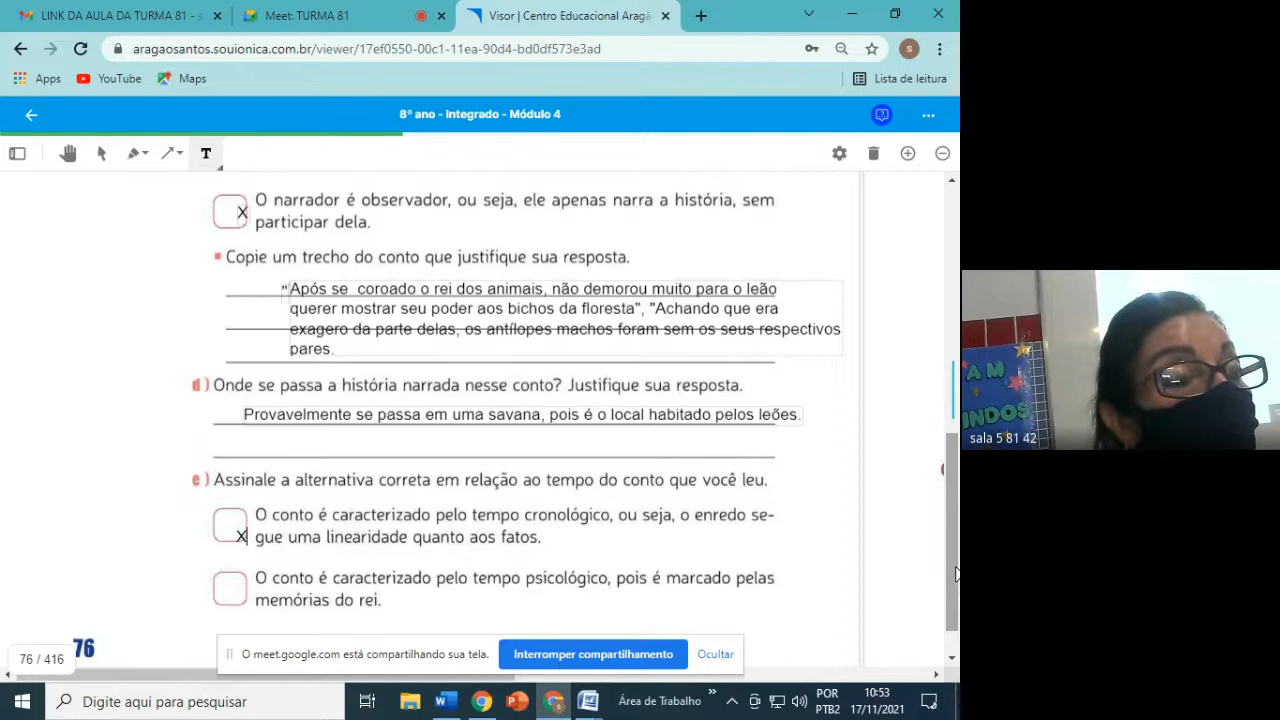 LINK DA AULA DA TURMA 81 - s
Meet: TURMA 81
Visor | Centro Educacional Aragã
aragaosantos.souionica.com.br/viewer/17ef0550-00c1-11ea-90d4-bd0df573e3ad
s
Apps
YouTube
Maps
Lista de leitura
8º ano - Integrado - Módulo 4
T
O narrador é observador, ou seja, ele apenas narra a história, sem
X
participar dela.
Copie um trecho do conto que justifique sua resposta.
"Após se coroado o rei dos animais, não demorou muito para o leão
querer mostrar seu poder aos bichos da floresta", "Achando que era
exagero da parte delas, os antílopes machos foram sem os seus respectivos
pares.
d) Onde se passa a história narrada nesse conto? Justifique sua resposta.
Provavelmente se passa em uma savana, pois é o local habitado pelos leões.
e) Assinale a alternativa correta em relação ao tempo do conto que você leu.
O conto é caracterizado pelo tempo cronológico, ou seja, o enredo se-
X
gue uma linearidade quanto aos fatos.
O conto é caracterizado pelo tempo psicológico, pois é marcado pelas
memórias do rei.
76 / 416
76
O meet.google.com está compartilhando sua tela.
Interromper compartilhamento
Ocultar
Digite aqui para pesquisar
Área de Trabalho
POR
PTB2
10:53
17/11/2021
AM
INDOS
sala 5 81 42